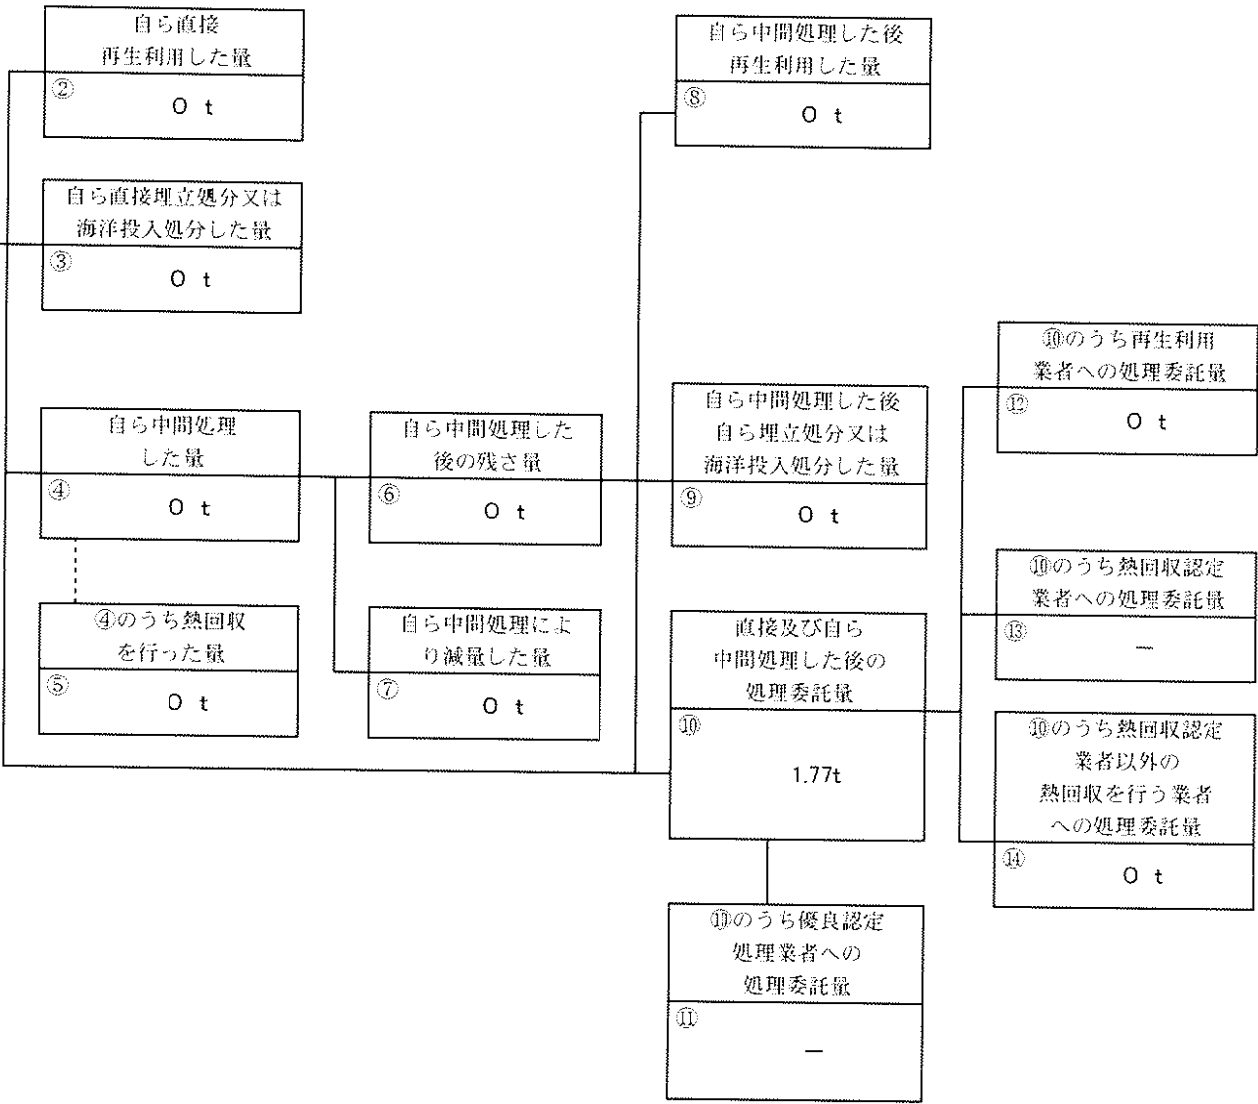 自ら直接
再生利用した量
②
0 t
自ら直接埋立処分又は
海洋投入処分した量
③
0 t
自ら中間処理
した量
④
0 t
④のうち熱回収
を行った量
⑤
0 t
自ら中間処理した
後の残さ量
⑥
0 t
自ら中間処理によ
り減量した量
⑦
0 t
自ら中間処理した後
再生利用した量
⑧
0 t
自ら中間処理した後
自ら埋立処分又は
海洋投入処分した量
⑨
0 t
直接及び自ら
中間処理した後の
処理委託量
⑩
1.77t
⑩のうち優良認定
処理業者への
処理委託量
⑪
－
⑩のうち再生利用
業者への処理委託量
⑫
0 t
⑩のうち熱回収認定
業者への処理委託量
⑬
－
⑩のうち熱回収認定
業者以外の
熱回収を行う業者
への処理委託量
⑭
0 t